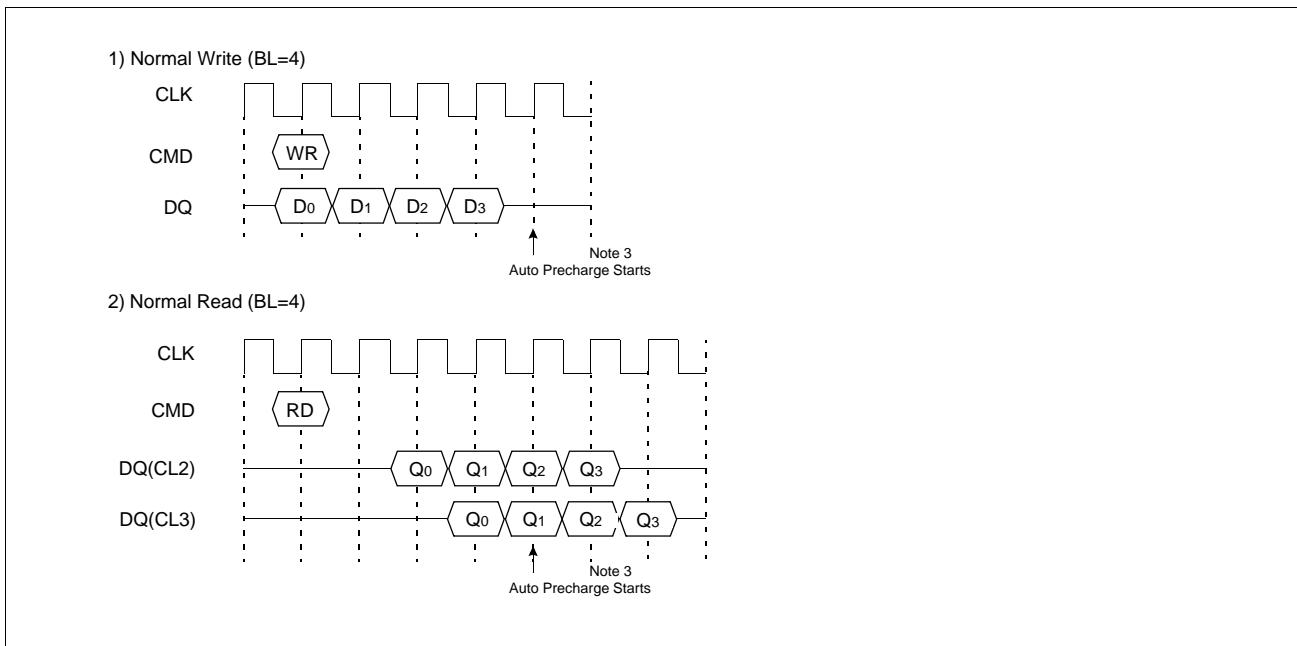 1) Normal Write (BL=4)
CLK
CMD WR
DQ D0 D1 D2 D3
Note 3
Auto Precharge Starts
2) Normal Read (BL=4)
CLK
CMD RD
DQ(CL2) Q0 Q1 Q2 Q3
DQ(CL3) Q0 Q1 Q2 Q3
Note 3
Auto Precharge Starts